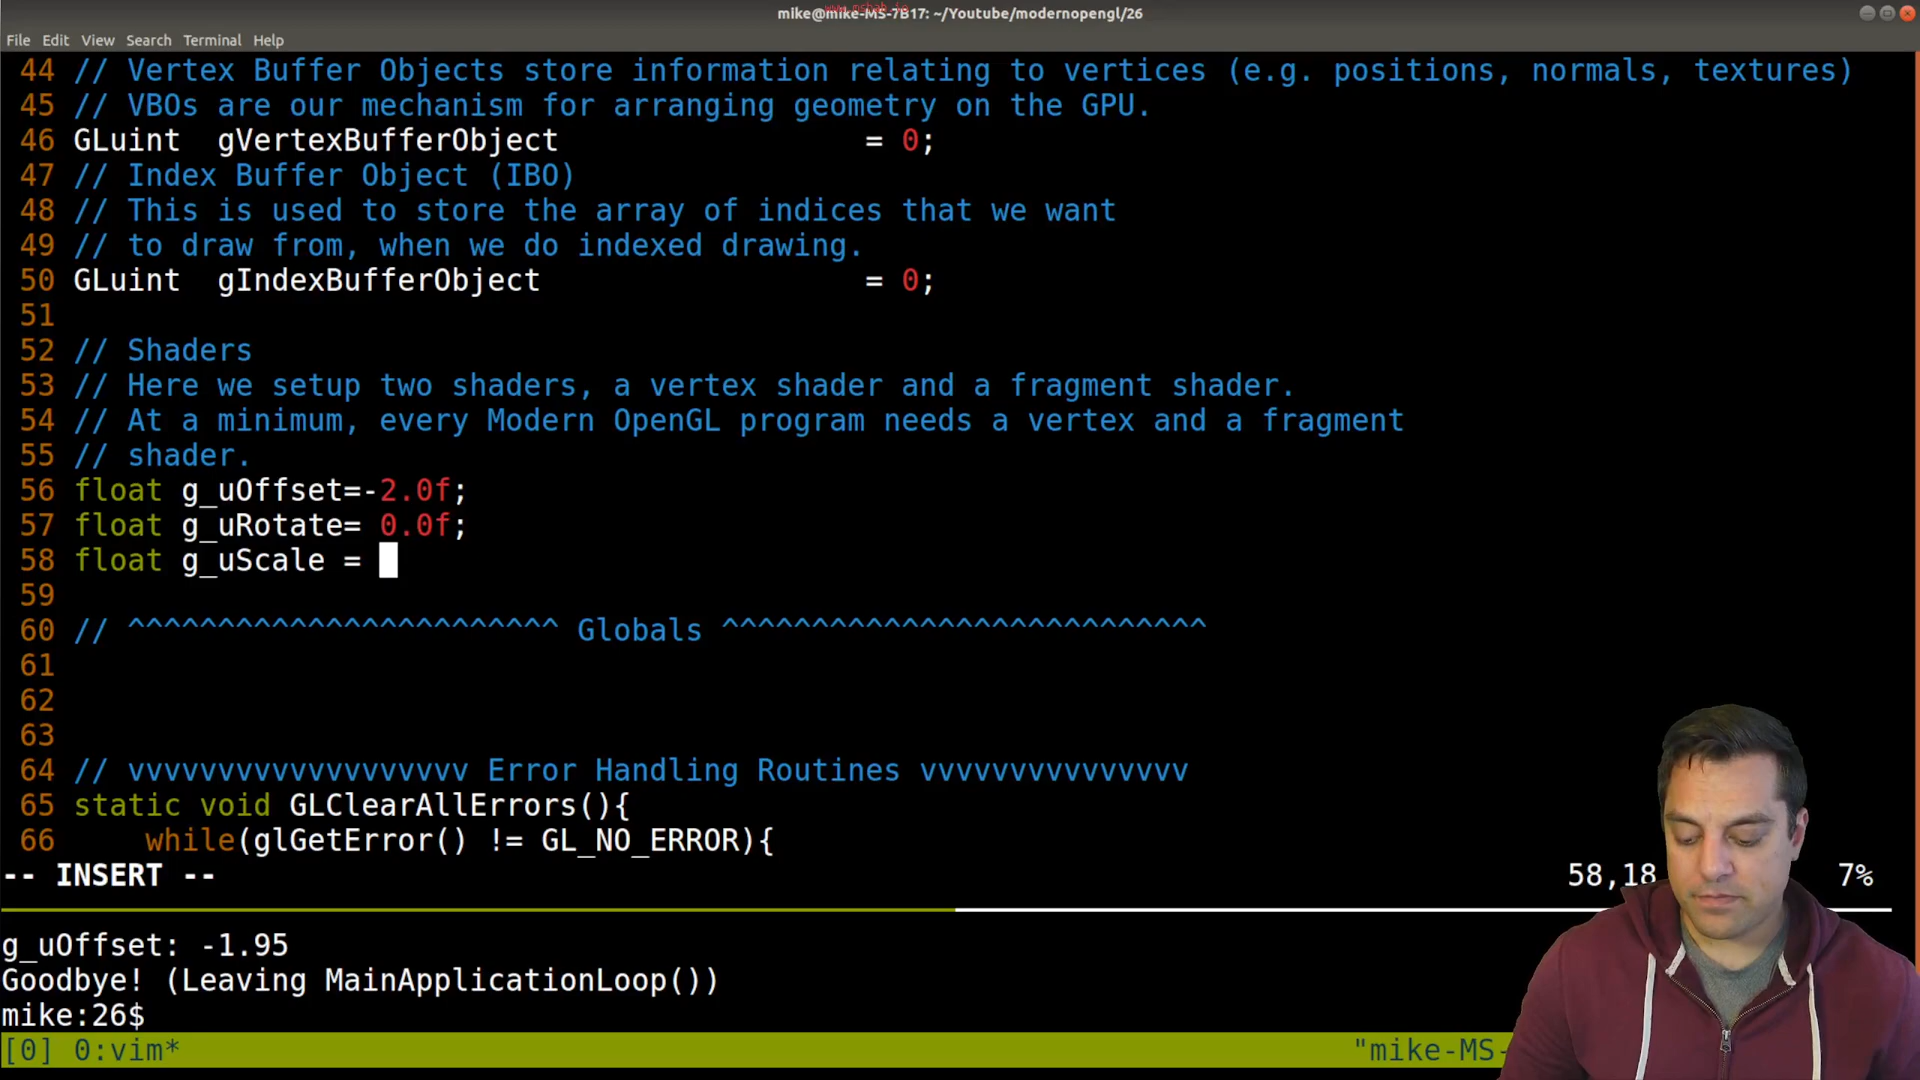 www.mshah.io
mike@mike-MS-7B17: ~/Youtube/modernopengl/26
File Edit View Search Terminal Help
44 // Vertex Buffer Objects store information relating to vertices (e.g. positions, normals, textures)
45 // VBOs are our mechanism for arranging geometry on the GPU.
46 GLuint  gVertexBufferObject                 = 0;
47 // Index Buffer Object (IBO)
48 // This is used to store the array of indices that we want
49 // to draw from, when we do indexed drawing.
50 GLuint  gIndexBufferObject                  = 0;
51
52 // Shaders
53 // Here we setup two shaders, a vertex shader and a fragment shader.
54 // At a minimum, every Modern OpenGL program needs a vertex and a fragment
55 // shader.
56 float g_uOffset=-2.0f;
57 float g_uRotate= 0.0f;
58 float g_uScale =
59
60 // ^^^^^^^^^^^^^^^^^^^^^^^^ Globals ^^^^^^^^^^^^^^^^^^^^^^^^^^^
61
62
63
64 // vvvvvvvvvvvvvvvvvvv Error Handling Routines vvvvvvvvvvvvvvv
65 static void GLClearAllErrors(){
66     while(glGetError() != GL_NO_ERROR){
-- INSERT -- 58,18 7%
g_uOffset: -1.95
Goodbye! (Leaving MainApplicationLoop())
mike:26$
[0] 0:vim* "mike-MS-